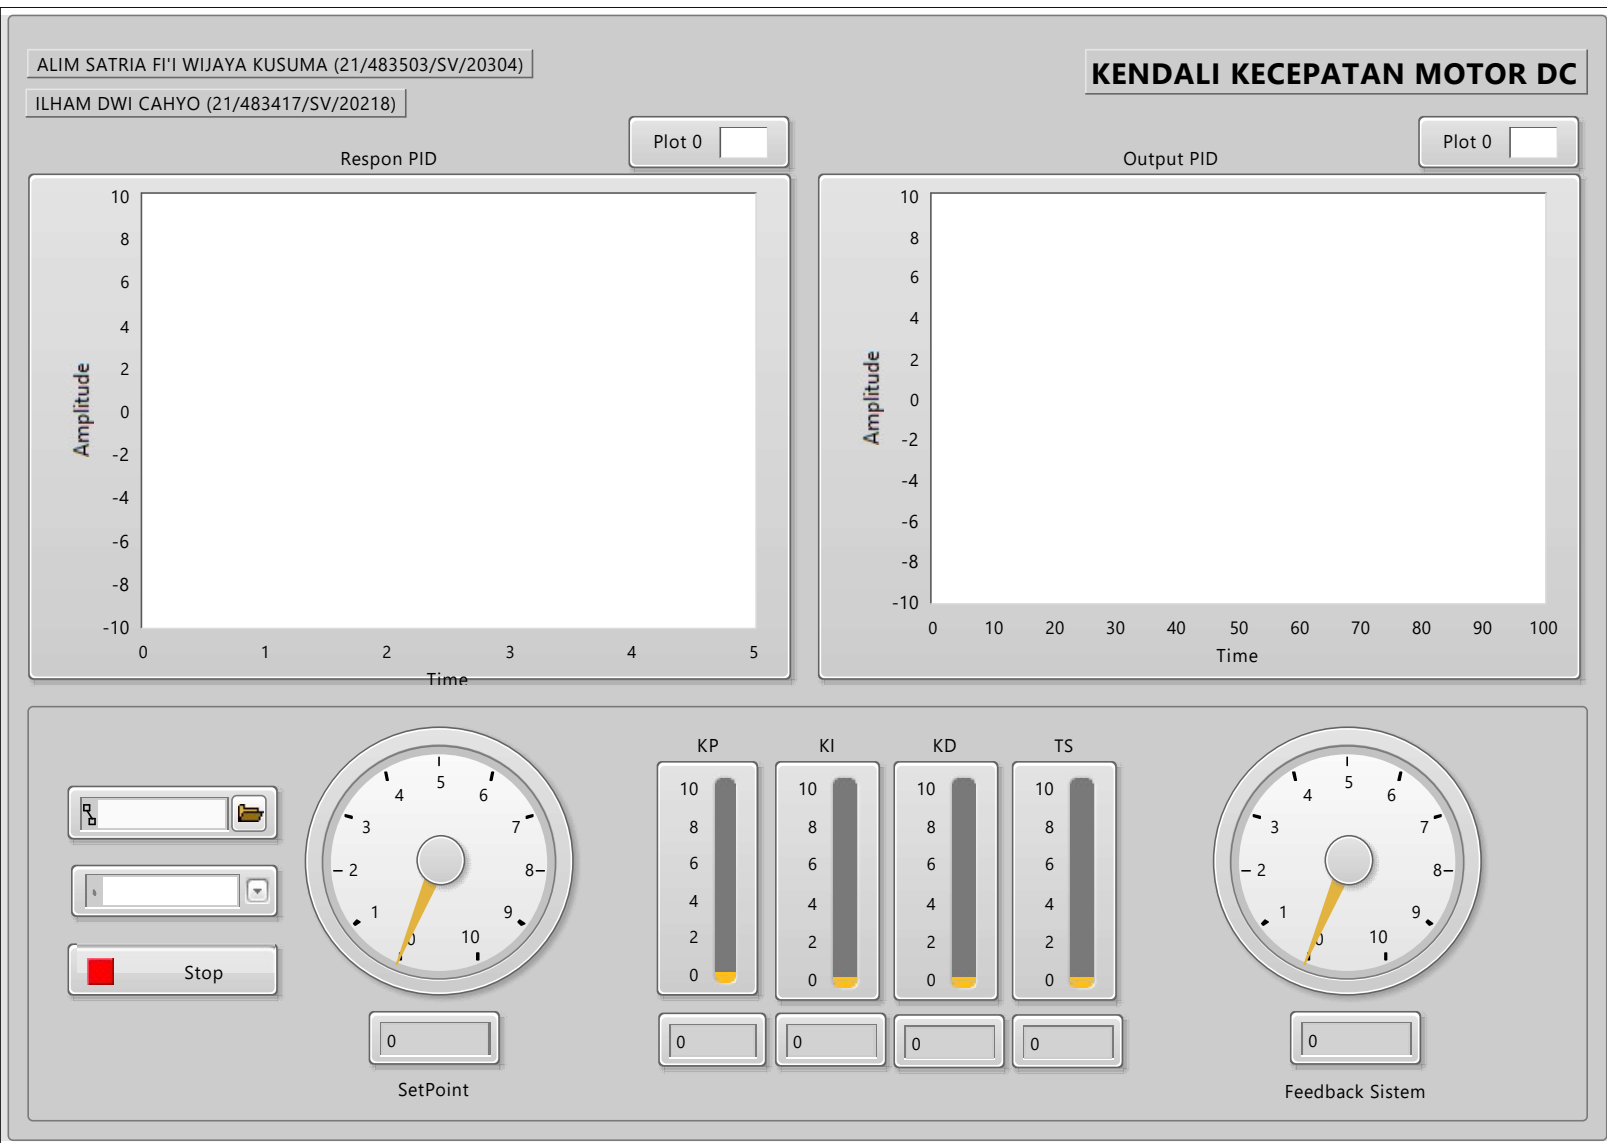 ALIM SATRIA FI'I WIJAYA KUSUMA (21/483503/SV/20304)
KENDALI KECEPATAN MOTOR DC
ILHAM DWI CAHYO (21/483417/SV/20218)
Respon PID
Plot 0
Output PID
Plot 0
10
8
6
4
2
0
-2
-4
-6
-8
-10
Amplitude
0 1 2 3 4 5
Time
10
8
6
4
2
0
-2
-4
-6
-8
-10
Amplitude
0 10 20 30 40 50 60 70 80 90 100
Time
Stop
0 1 2 3 4 5 6 7 8 9 10
0
SetPoint
KP
10
8
6
4
2
0
0
KI
10
8
6
4
2
0
0
KD
10
8
6
4
2
0
0
TS
10
8
6
4
2
0
0
0 1 2 3 4 5 6 7 8 9 10
0
Feedback Sistem